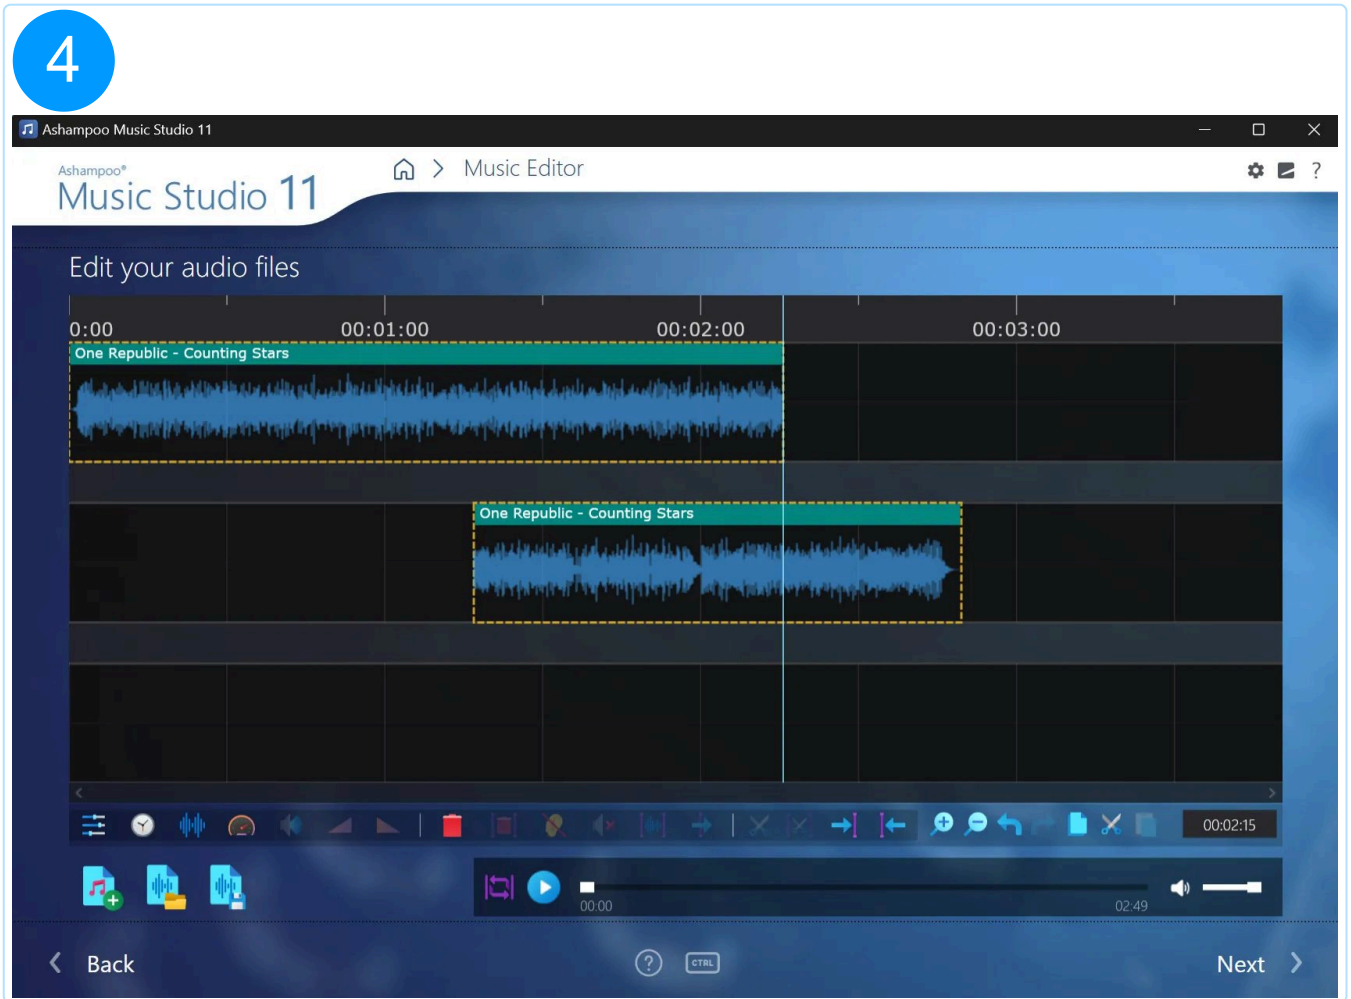 4
Ashampoo Music Studio 11
Ashampoo®
Music Studio 11
Music Editor
?
Edit your audio files
0:00 00:01:00 00:02:00 00:03:00
One Republic - Counting Stars
One Republic - Counting Stars
00:02:15
00:00 02:49
Back
?
CTRL
Next